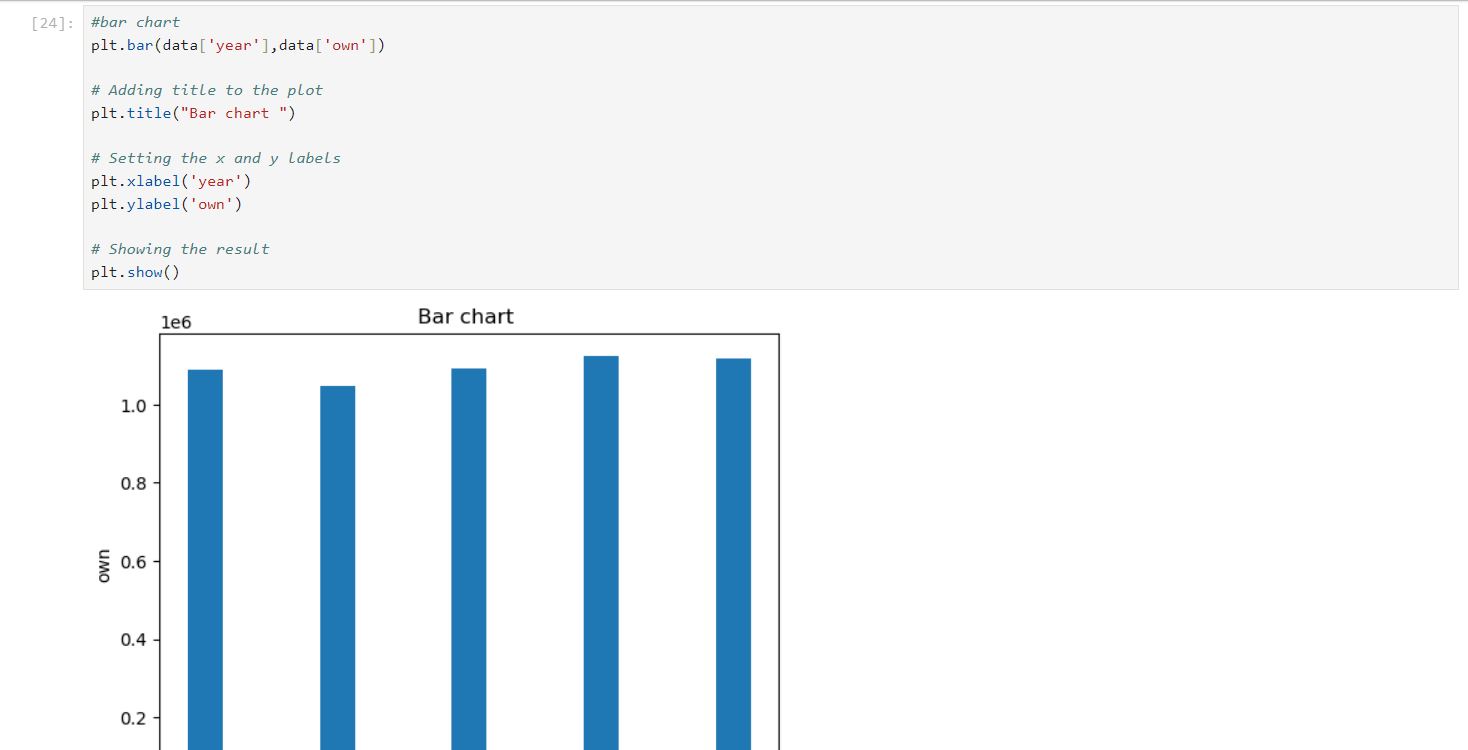 [24]: #bar chart
plt.bar(data['year'],data['own'])
# Adding title to the plot
plt.title("Bar chart ")
# Setting the x and y labels
plt.xlabel('year')
plt.ylabel('own')
# Showing the result
plt.show()
Bar chart
1e6
1.0
0.8
own
0.6
0.4
0.2